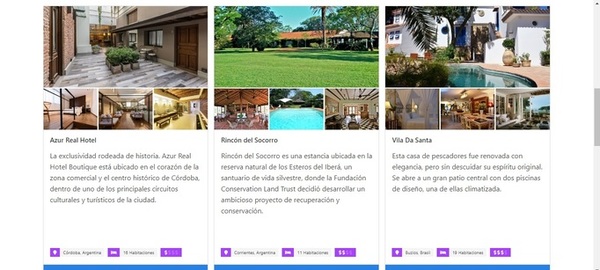 Azur Real Hotel
La exclusividad rodeada de historia. Azur Real
Hotel Boutique está ubicado en el corazón de la
zona comercial y el centro histórico de Córdoba,
dentro de uno de los principales circuitos
culturales y turísticos de la ciudad.
Córdoba, Argentina
18 Habitaciones
$$$$
Rincón del Socorro
Rincón del Socorro es una estancia ubicada en la
reserva natural de los Esteros del Iberá, un
santuario de vida silvestre, donde la Fundación
Conservation Land Trust decidió desarrollar un
ambicioso proyecto de recuperación y
conservación.
Corrientes, Argentina
11 Habitaciones
$$$$
Vila Da Santa
Esta casa de pescadores fue renovada con
elegancia, pero sin descuidar su espíritu original.
Se abre a un gran patio central con dos piscinas
de diseño, una de ellas climatizada.
Buzios, Brasil
18 Habitaciones
$$$$